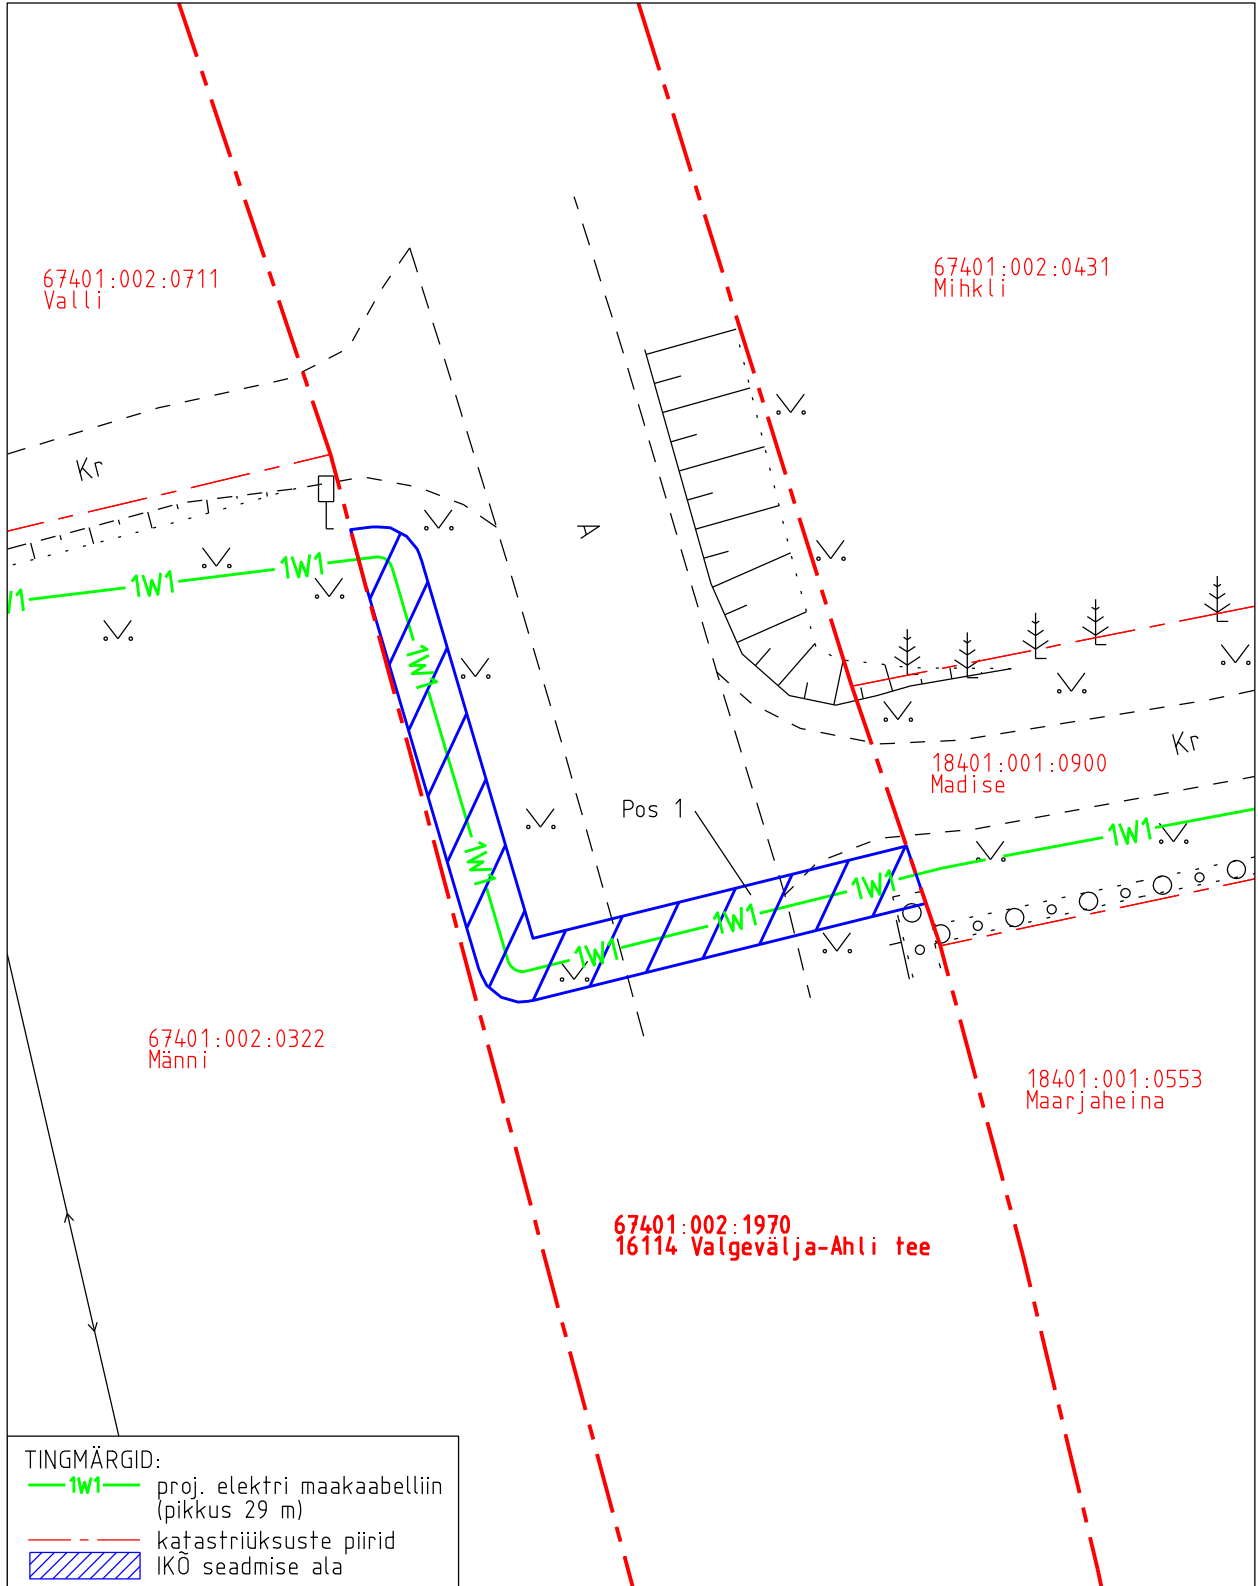 67401:002:0711
Valli
67401:002:0431
Mihkli
Kr
A
1W1
1W1
1W1
1W1
Kr
18401:001:0900
Madise
Pos 1
1W1
1W1
1W1
1W1
1W1
67401:002:0322
Männi
18401:001:0553
Maarjaheina
67401:002:1970
16114 Valgevälja-Ahli tee
TINGMÄRGID:
1W1 proj. elektri maakaabelliin
(pikkus 29 m)
katastriüksuste piirid
IKÕ seadmise ala